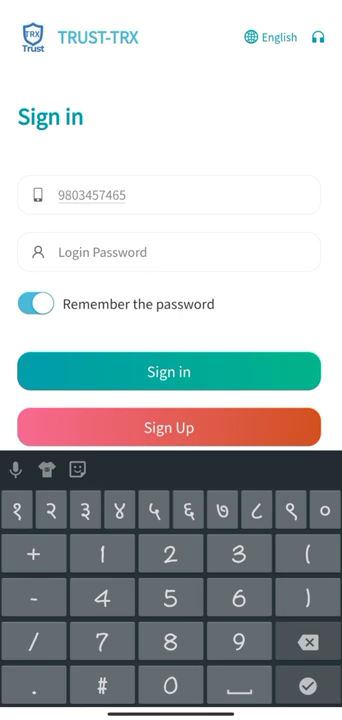 TRX
Trust
TRUST-TRX
English
Sign in
9803457465
Login Password
Remember the password
Sign in
Sign Up
१ २ ३ ४ ५ ६ ७ ८ ९ ०
+ 1 2 3 (
- 4 5 6 )
/ 7 8 9
. # 0